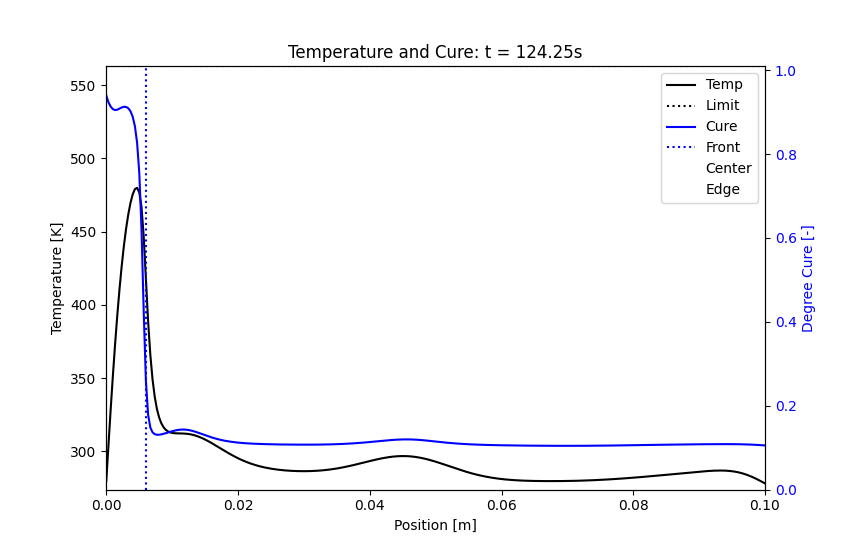 Temperature and Cure: t = 124.25s
550
500
450
400
350
300
Temperature [K]
1.0
0.8
0.6
0.4
0.2
0.0
Degree Cure [-]
Temp
Limit
Cure
Front
Center
Edge
0.00 0.02 0.04 0.06 0.08 0.10
Position [m]